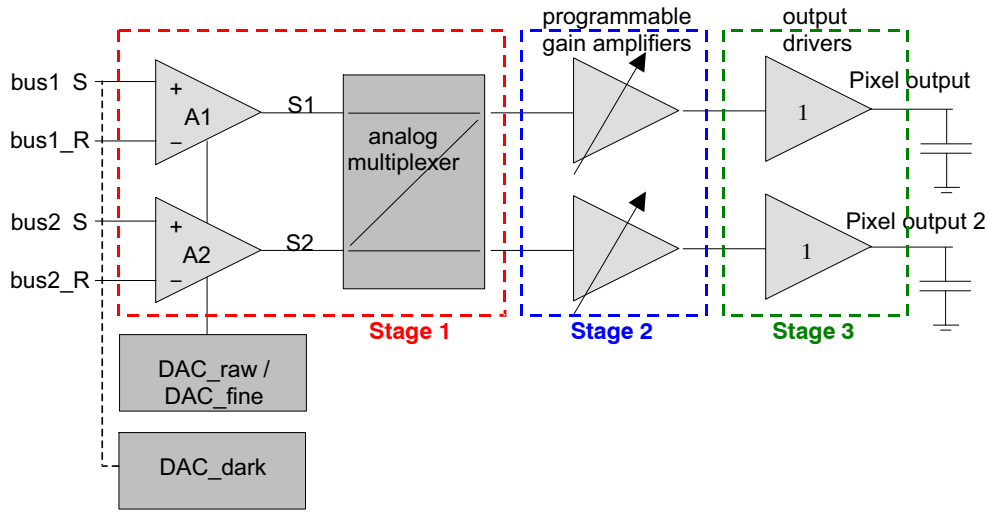 programmable
gain amplifiers
output
drivers
bus1 S
bus1_R
+
A1
−
S1
analog
multiplexer
1
Pixel output
bus2 S
bus2_R
+
A2
−
S2
1
Pixel output 2
Stage 1
Stage 2
Stage 3
DAC_raw /
DAC_fine
DAC_dark